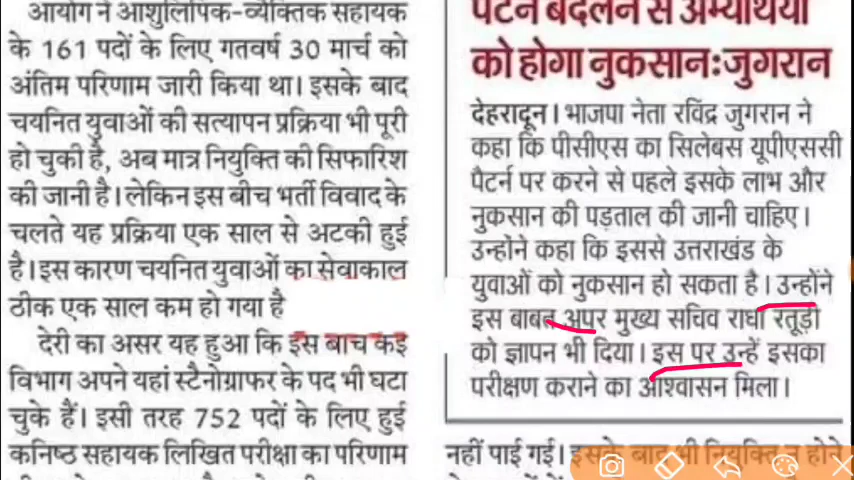 आयोग ने आशुलिपिक-व्यैक्तिक सहायक
के 161 पदों के लिए गतवर्ष 30 मार्च को
अंतिम परिणाम जारी किया था। इसके बाद
चयनित युवाओं की सत्यापन प्रक्रिया भी पूरी
हो चुकी है, अब मात्र नियुक्ति की सिफारिश
की जानी है। लेकिन इस बीच भर्ती विवाद के
चलते यह प्रक्रिया एक साल से अटकी हुई
है। इस कारण चयनित युवाओं का सेवाकाल
ठीक एक साल कम हो गया है
देरी का असर यह हुआ कि इस बीच कई
विभाग अपने यहां स्टैनोग्राफर के पद भी घटा
चुके हैं। इसी तरह 752 पदों के लिए हुई
कनिष्ठ सहायक लिखित परीक्षा का परिणाम
पैटर्न बदलने से अभ्यर्थियों
को होगा नुकसान:जुगरान
देहरादून। भाजपा नेता रविंद्र जुगरान ने
कहा कि पीसीएस का सिलेबस यूपीएससी
पैटर्न पर करने से पहले इसके लाभ और
नुकसान की पड़ताल की जानी चाहिए।
उन्होंने कहा कि इससे उत्तराखंड के
युवाओं को नुकसान हो सकता है। उन्होंने
इस बाबत अपर मुख्य सचिव राधा रतूड़ी
को ज्ञापन भी दिया। इस पर उन्हें इसका
परीक्षण कराने का आश्वासन मिला।
नहीं पाई गई। इसके बाद भी नियुक्ति न होने